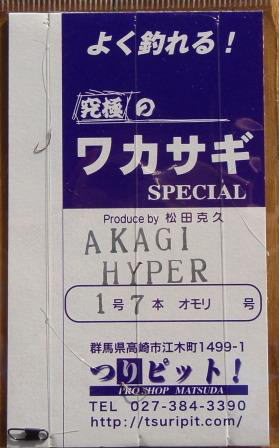 よく釣れる！
究極の
ワカサギ
SPECIAL
Produce by 松田克久
AKAGI
HYPER
1号 7本 オモリ 号
群馬県高崎市江木町1499-1
つりピット！
PRO SHOP MATSUDA
TEL 027-384-3390
http://tsuripit.com/